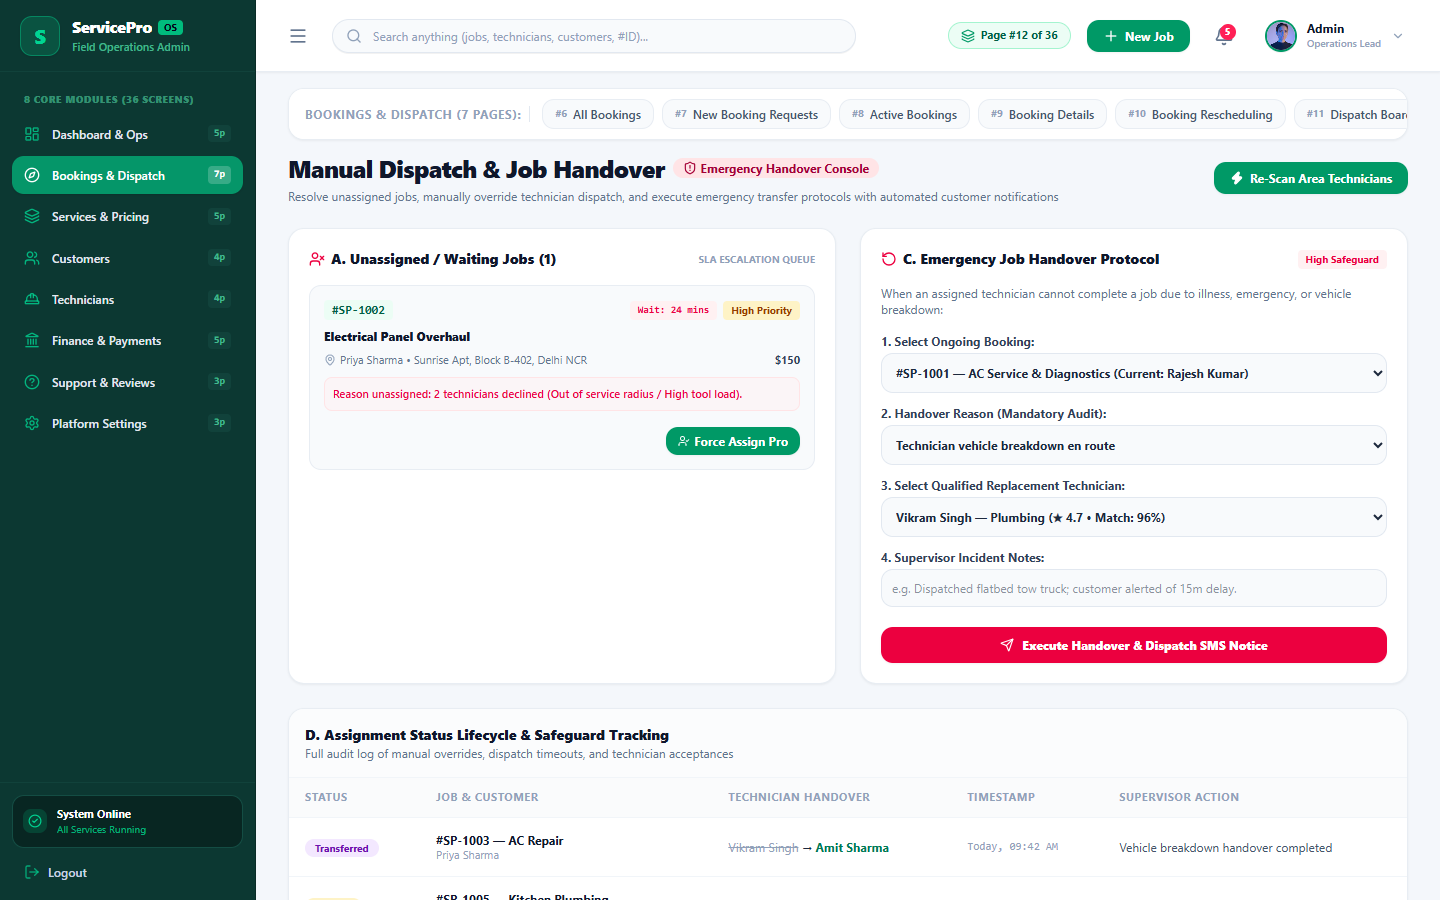 S
ServicePro OS
Field Operations Admin
8 CORE MODULES (36 SCREENS)
Dashboard & Ops 5p
Bookings & Dispatch 7p
Services & Pricing 5p
Customers 4p
Technicians 4p
Finance & Payments 5p
Support & Reviews 3p
Platform Settings 3p
System Online
All Services Running
Logout
Search anything (jobs, technicians, customers, #ID)...
Page #12 of 36
New Job
5
Admin
Operations Lead
BOOKINGS & DISPATCH (7 PAGES):
#6 All Bookings
#7 New Booking Requests
#8 Active Bookings
#9 Booking Details
#10 Booking Rescheduling
#11 Dispatch Boar
Manual Dispatch & Job Handover
Emergency Handover Console
Resolve unassigned jobs, manually override technician dispatch, and execute emergency transfer protocols with automated customer notifications
Re-Scan Area Technicians
A. Unassigned / Waiting Jobs (1)
SLA ESCALATION QUEUE
#SP-1002
Wait: 24 mins
High Priority
Electrical Panel Overhaul
Priya Sharma • Sunrise Apt, Block B-402, Delhi NCR
$150
Reason unassigned: 2 technicians declined (Out of service radius / High tool load).
Force Assign Pro
C. Emergency Job Handover Protocol
High Safeguard
When an assigned technician cannot complete a job due to illness, emergency, or vehicle
breakdown:
1. Select Ongoing Booking:
#SP-1001 — AC Service & Diagnostics (Current: Rajesh Kumar)
2. Handover Reason (Mandatory Audit):
Technician vehicle breakdown en route
3. Select Qualified Replacement Technician:
Vikram Singh — Plumbing (★ 4.7 • Match: 96%)
4. Supervisor Incident Notes:
e.g. Dispatched flatbed tow truck; customer alerted of 15m delay.
Execute Handover & Dispatch SMS Notice
D. Assignment Status Lifecycle & Safeguard Tracking
Full audit log of manual overrides, dispatch timeouts, and technician acceptances
STATUS JOB & CUSTOMER TECHNICIAN HANDOVER TIMESTAMP SUPERVISOR ACTION
Transferred
#SP-1003 — AC Repair
Priya Sharma
Vikram Singh → Amit Sharma
Today, 09:42 AM
Vehicle breakdown handover completed
#SP-1005 — Kitchen Plumbing